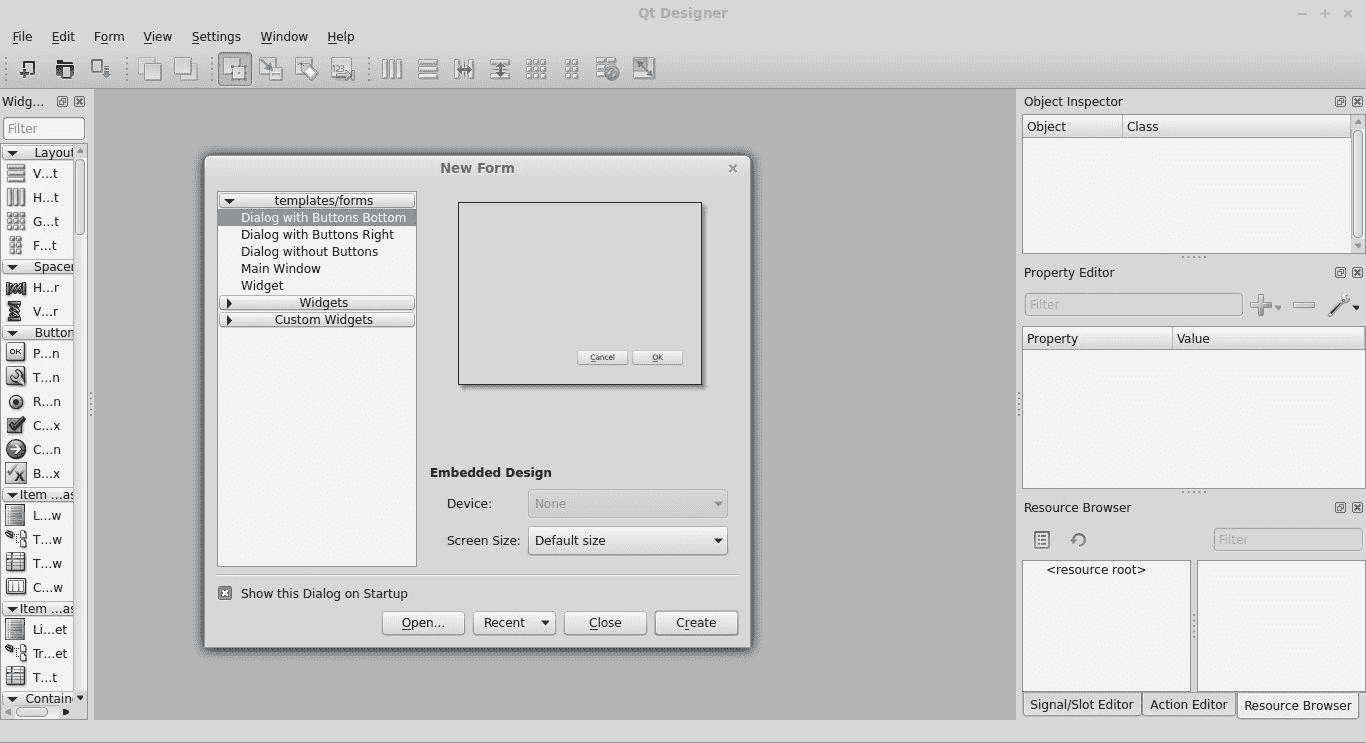 Qt Designer
File Edit Form View Settings Window Help
Widg...
Filter
Layout
V...t
H...t
G...t
F...t
Spacer
H...r
V...r
Button
OK P...n
T...n
R...n
C...x
C...n
B...x
Item ...as
L...w
T...w
T...w
C...w
Item ...as
Li...et
Tr...et
T...t
Contain
New Form
templates/forms
Dialog with Buttons Bottom
Dialog with Buttons Right
Dialog without Buttons
Main Window
Widget
Widgets
Custom Widgets
Cancel OK
Embedded Design
Device: None
Screen Size: Default size
Show this Dialog on Startup
Open... Recent Close Create
Object Inspector
Object Class
Property Editor
Filter
Property Value
Resource Browser
Filter
<resource root>
Signal/Slot Editor Action Editor Resource Browser